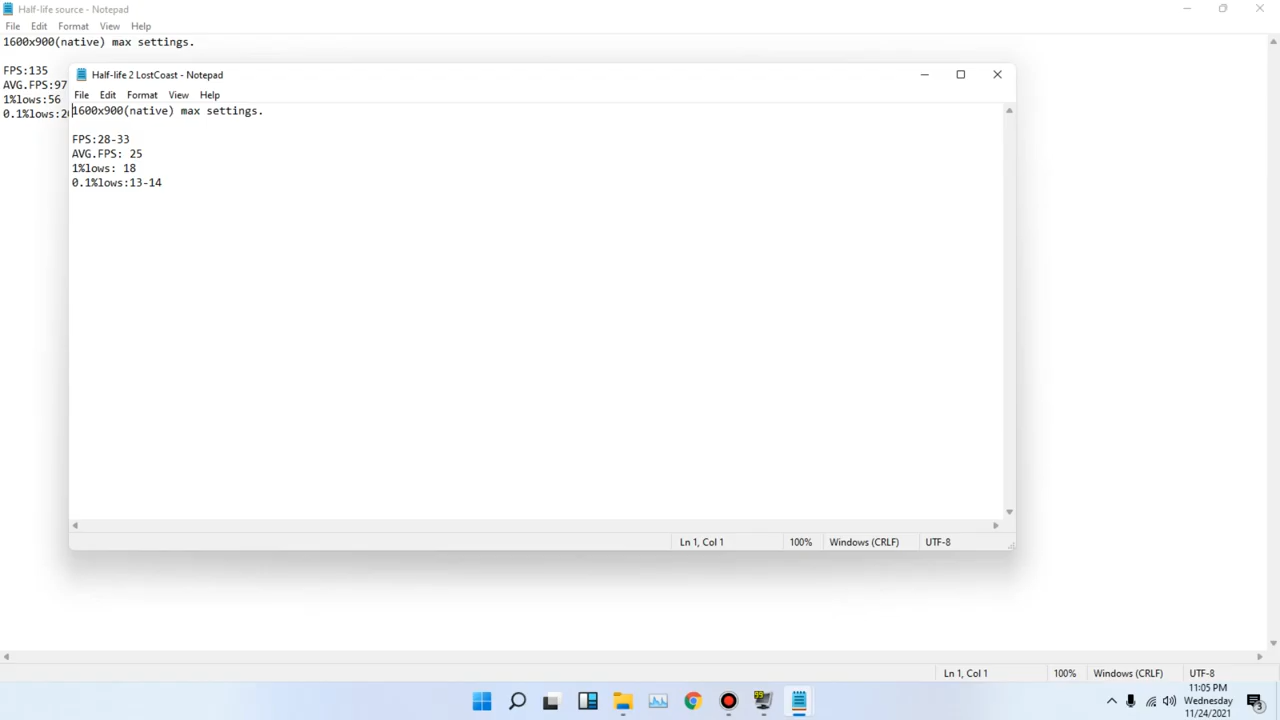 Half-life source - Notepad
File Edit Format View Help
1600x900(native) max settings.
FPS:135
AVG.FPS:97
1%lows:56
Half-life 2 LostCoast - Notepad
File Edit Format View Help
1600x900(native) max settings.
FPS:28-33
AVG.FPS: 25
1%lows: 18
0.1%lows:13-14
Ln 1, Col 1 100% Windows (CRLF) UTF-8
Ln 1, Col 1 100% Windows (CRLF) UTF-8
11:05 PM
Wednesday
11/24/2021
3